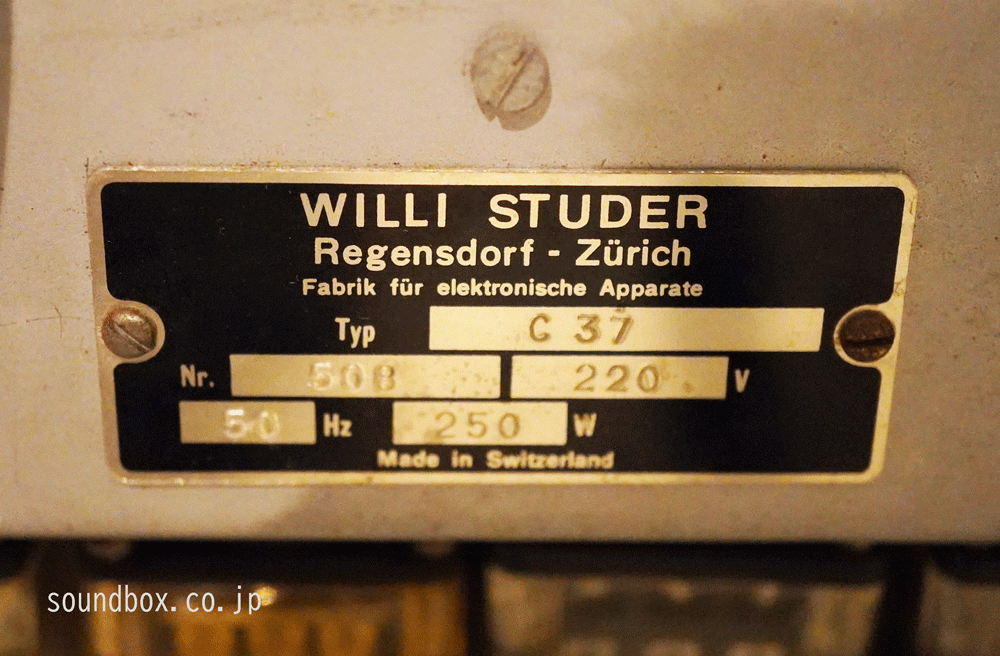 WILLI STUDER
Regensdorf - Zürich
Fabrik für elektronische Apparate
Typ C 37
Nr. 508 220 V
50 Hz 250 W
Made in Switzerland
soundbox.co.jp